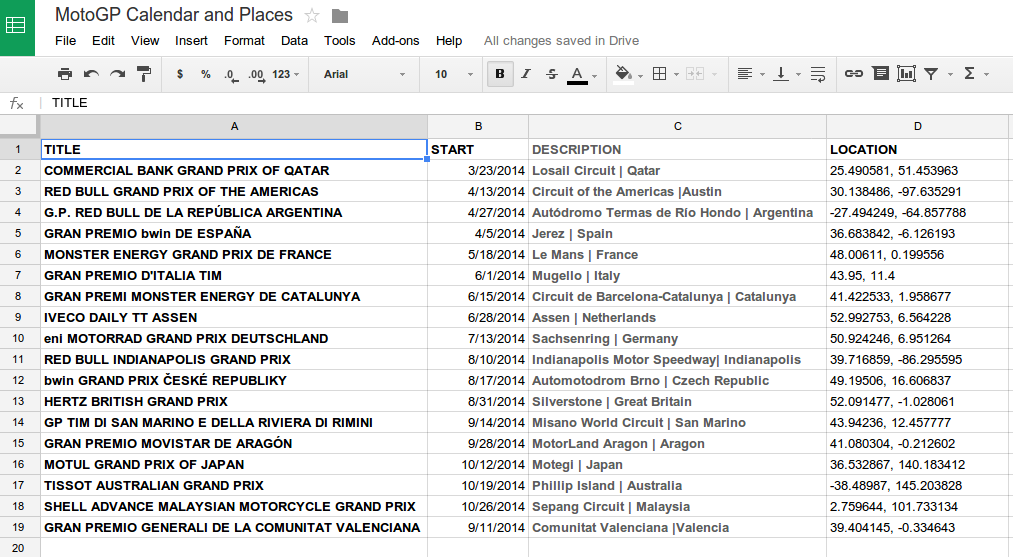 MotoGP Calendar and Places
File Edit View Insert Format Data Tools Add-ons Help All changes saved in Drive
$ % .0 .00 123 Arial 10 B I S A Σ
fx TITLE
A B C D
1 TITLE START DESCRIPTION LOCATION
2 COMMERCIAL BANK GRAND PRIX OF QATAR 3/23/2014 Losail Circuit | Qatar 25.490581, 51.453963
3 RED BULL GRAND PRIX OF THE AMERICAS 4/13/2014 Circuit of the Americas |Austin 30.138486, -97.635291
4 G.P. RED BULL DE LA REPÚBLICA ARGENTINA 4/27/2014 Autódromo Termas de Río Hondo | Argentina -27.494249, -64.857788
5 GRAN PREMIO bwin DE ESPAÑA 4/5/2014 Jerez | Spain 36.683842, -6.126193
6 MONSTER ENERGY GRAND PRIX DE FRANCE 5/18/2014 Le Mans | France 48.00611, 0.199556
7 GRAN PREMIO D'ITALIA TIM 6/1/2014 Mugello | Italy 43.95, 11.4
8 GRAN PREMI MONSTER ENERGY DE CATALUNYA 6/15/2014 Circuit de Barcelona-Catalunya | Catalunya 41.422533, 1.958677
9 IVECO DAILY TT ASSEN 6/28/2014 Assen | Netherlands 52.992753, 6.564228
10 eni MOTORRAD GRAND PRIX DEUTSCHLAND 7/13/2014 Sachsenring | Germany 50.924246, 6.951264
11 RED BULL INDIANAPOLIS GRAND PRIX 8/10/2014 Indianapolis Motor Speedway| Indianapolis 39.716859, -86.295595
12 bwin GRAND PRIX ČESKÉ REPUBLIKY 8/17/2014 Automotodrom Brno | Czech Republic 49.19506, 16.606837
13 HERTZ BRITISH GRAND PRIX 8/31/2014 Silverstone | Great Britain 52.091477, -1.028061
14 GP TIM DI SAN MARINO E DELLA RIVIERA DI RIMINI 9/14/2014 Misano World Circuit | San Marino 43.94236, 12.457777
15 GRAN PREMIO MOVISTAR DE ARAGÓN 9/28/2014 MotorLand Aragon | Aragon 41.080304, -0.212602
16 MOTUL GRAND PRIX OF JAPAN 10/12/2014 Motegi | Japan 36.532867, 140.183412
17 TISSOT AUSTRALIAN GRAND PRIX 10/19/2014 Phillip Island | Australia -38.48987, 145.203828
18 SHELL ADVANCE MALAYSIAN MOTORCYCLE GRAND PRIX 10/26/2014 Sepang Circuit | Malaysia 2.759644, 101.733134
19 GRAN PREMIO GENERALI DE LA COMUNITAT VALENCIANA 9/11/2014 Comunitat Valenciana |Valencia 39.404145, -0.334643
20